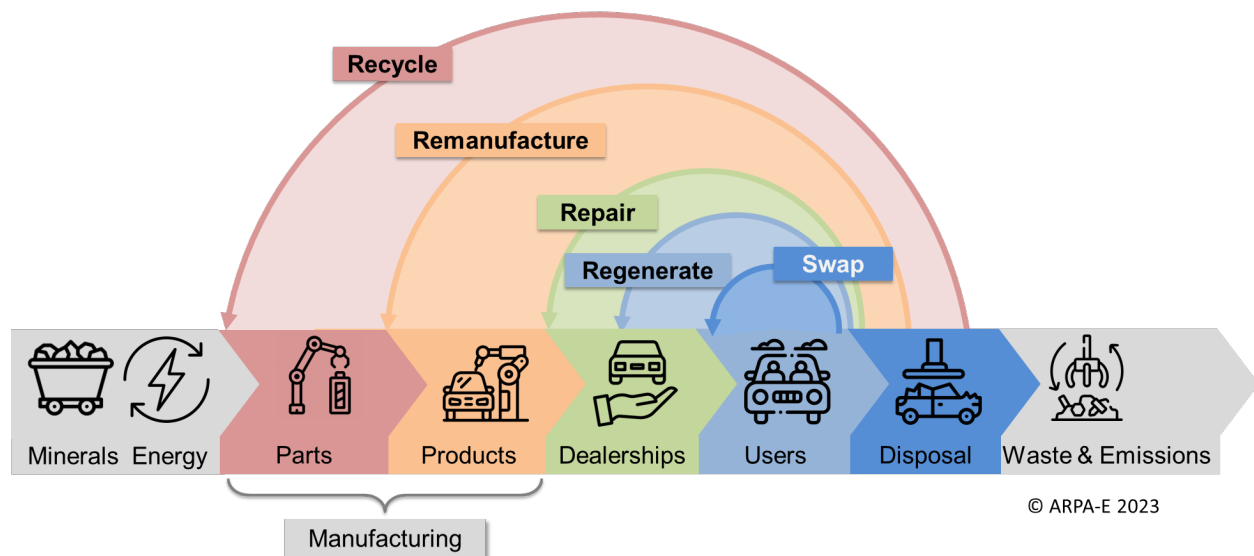 Recycle
Remanufacture
Repair
Regenerate
Swap
Minerals
Energy
Parts
Products
Dealerships
Users
Disposal
Waste & Emissions
© ARPA-E 2023
Manufacturing